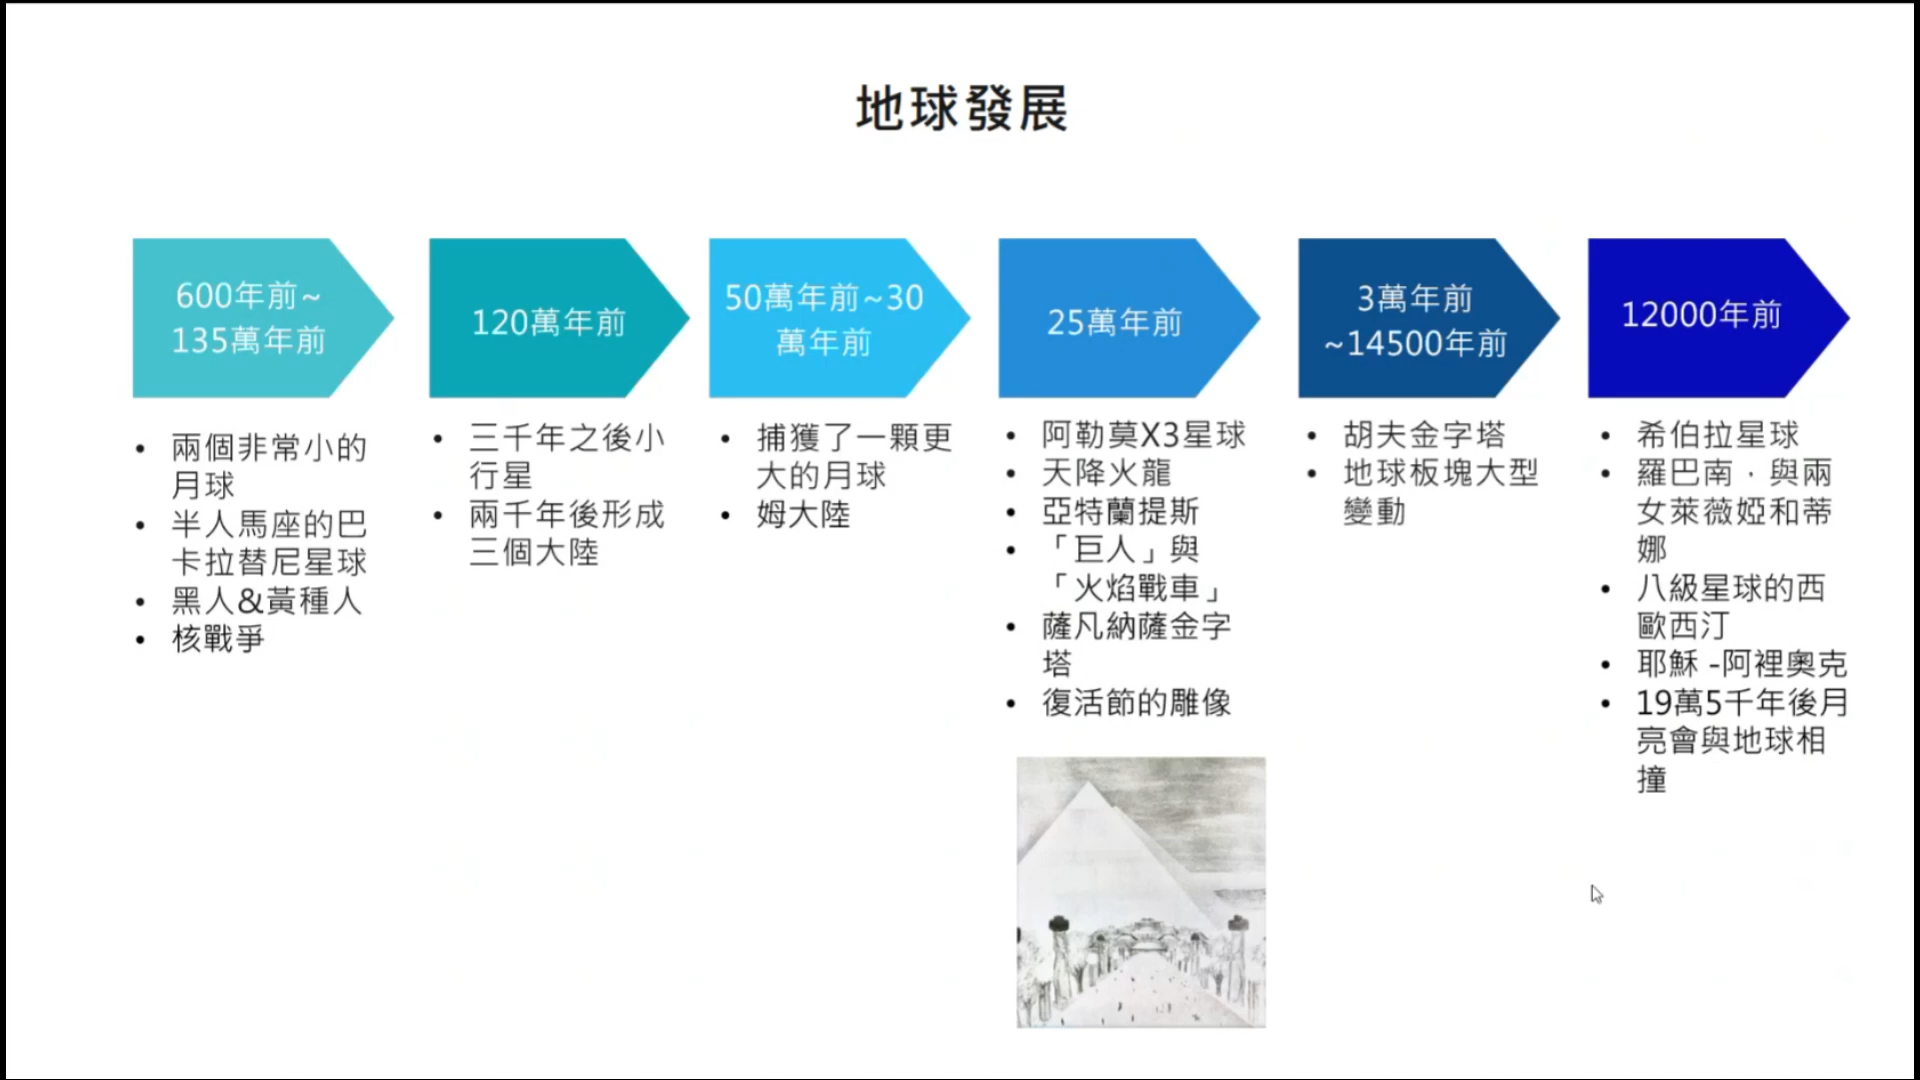 地球發展
600年前~
135萬年前
兩個非常小的
月球
半人馬座的巴
卡拉替尼星球
黑人&黃種人
核戰爭
120萬年前
三千年之後小
行星
兩千年後形成
三個大陸
50萬年前~30
萬年前
捕獲了一顆更
大的月球
姆大陸
25萬年前
阿勒莫X3星球
天降火龍
亞特蘭提斯
「巨人」與
「火焰戰車」
薩凡納薩金字
塔
復活節的雕像
3萬年前
~14500年前
胡夫金字塔
地球板塊大型
變動
12000年前
希伯拉星球
羅巴南，與兩
女萊薇婭和蒂
娜
八級星球的西
歐西汀
耶穌 -阿裡奧克
19萬5千年後月
亮會與地球相
撞